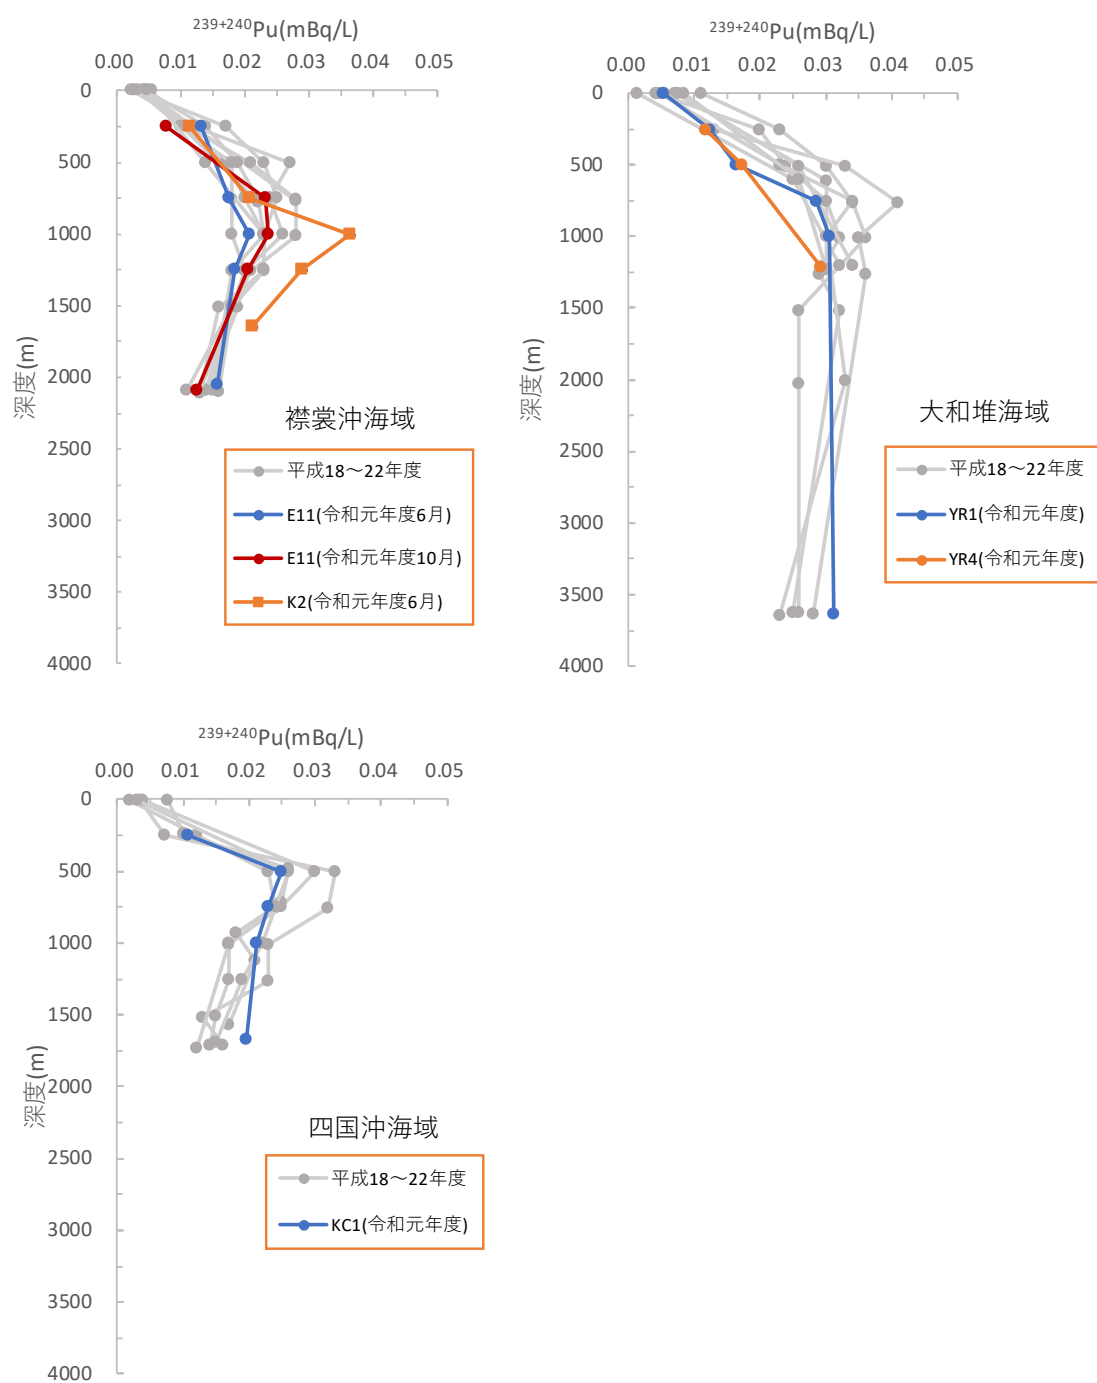 239+240Pu(mBq/L)
0.00 0.01 0.02 0.03 0.04 0.05
0
500
1000
1500
2000
2500
3000
3500
4000
深度(m)
襟裳沖海域
平成18～22年度
E11(令和元年度6月)
E11(令和元年度10月)
K2(令和元年度6月)
239+240Pu(mBq/L)
0.00 0.01 0.02 0.03 0.04 0.05
0
500
1000
1500
2000
2500
3000
3500
4000
深度(m)
大和堆海域
平成18～22年度
YR1(令和元年度)
YR4(令和元年度)
239+240Pu(mBq/L)
0.00 0.01 0.02 0.03 0.04 0.05
0
500
1000
1500
2000
2500
3000
3500
4000
深度(m)
四国沖海域
平成18～22年度
KC1(令和元年度)